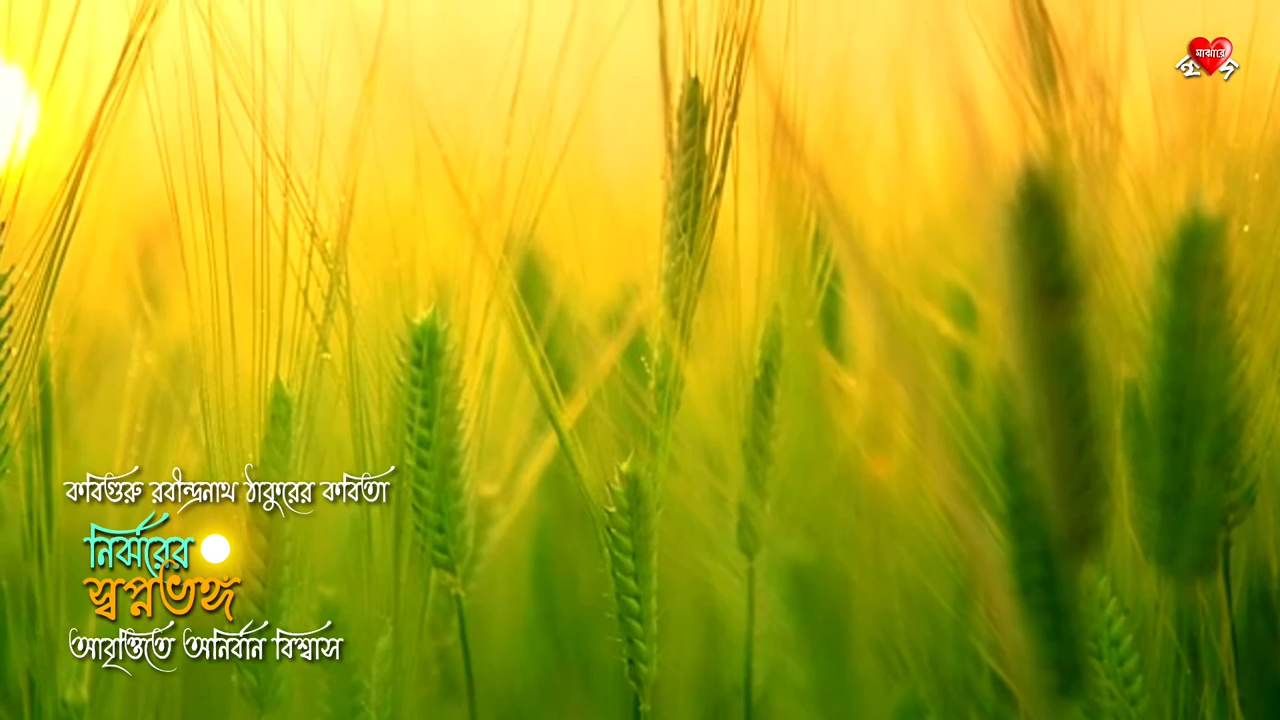 মাঝারে
হৃদ
কবিগুরু রবীন্দ্রনাথ ঠাকুরের কবিতা
নির্ঝরের
স্বপ্নভঙ্গ
আবৃত্তিতে অনির্বান বিশ্বাস